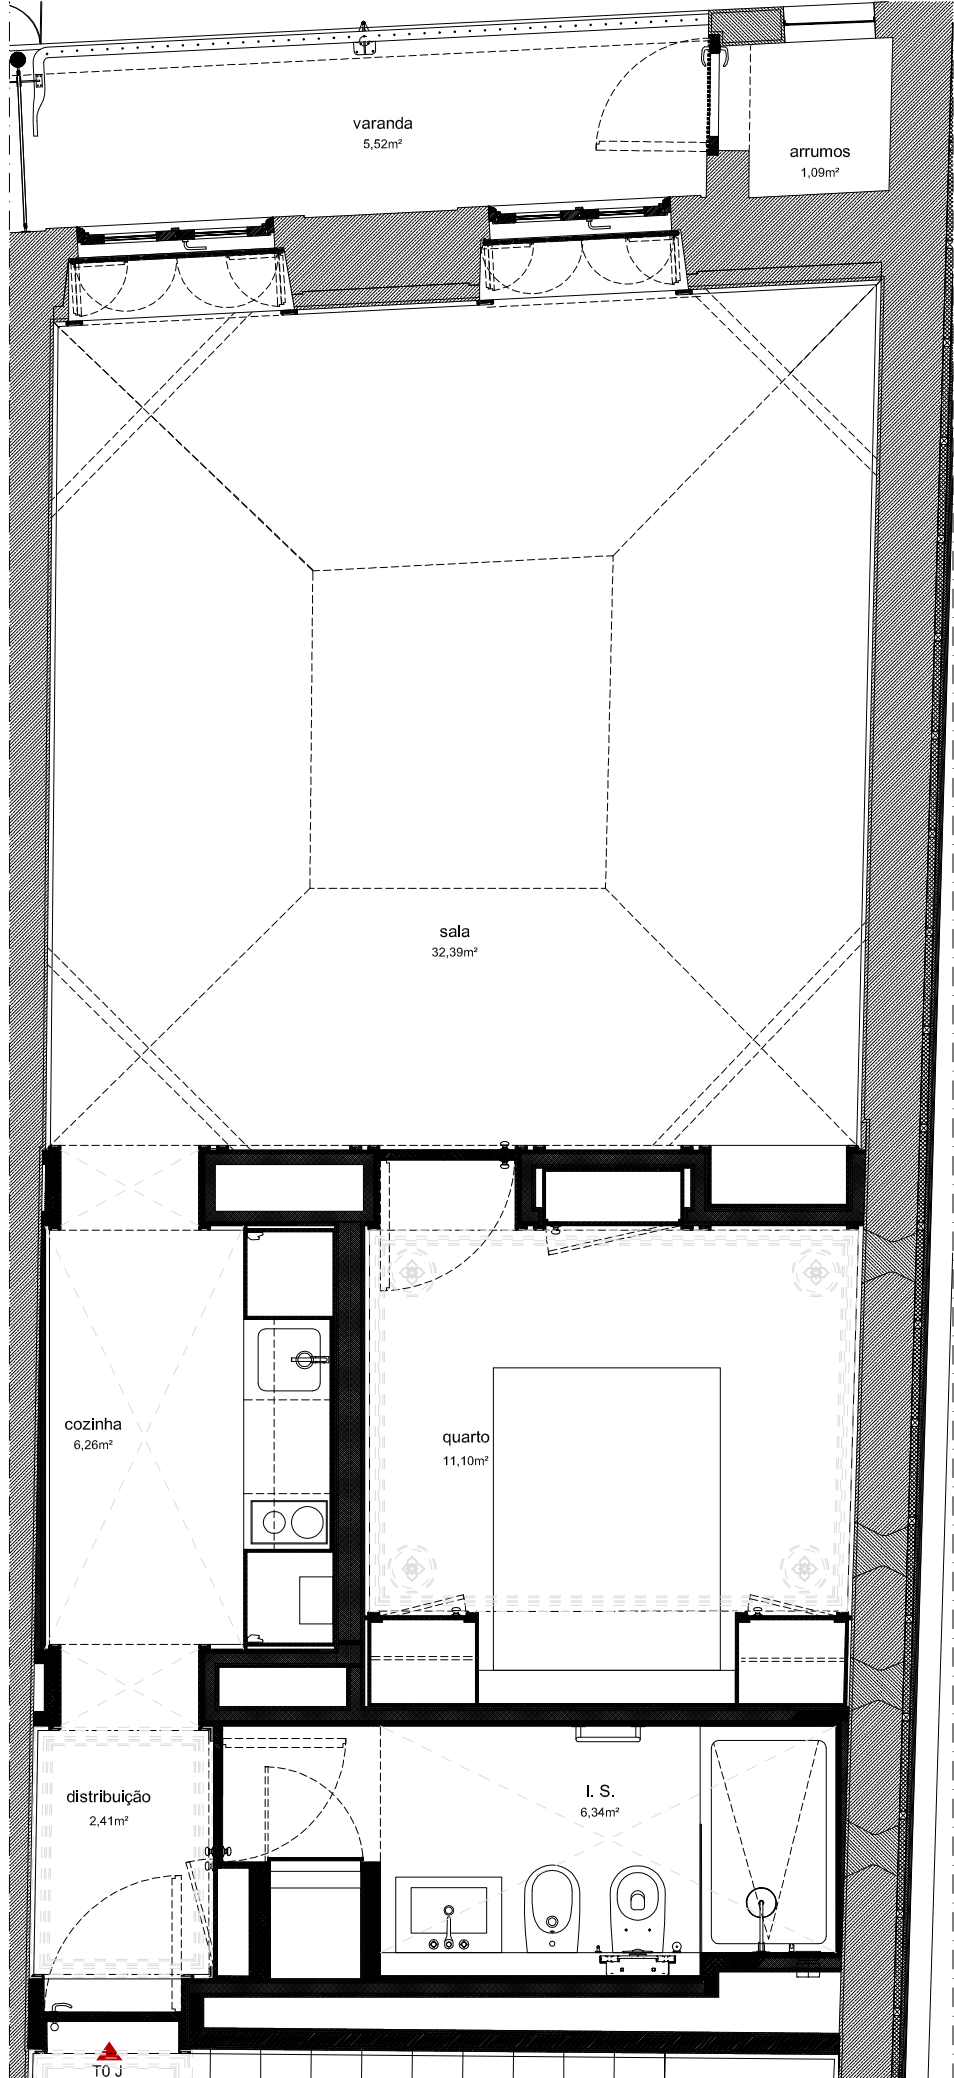 varanda
5,52m²
arrumos
1,09m²
sala
32,39m²
cozinha
6,26m²
quarto
11,10m²
distribuição
2,41m²
I. S.
6,34m²
T0 J